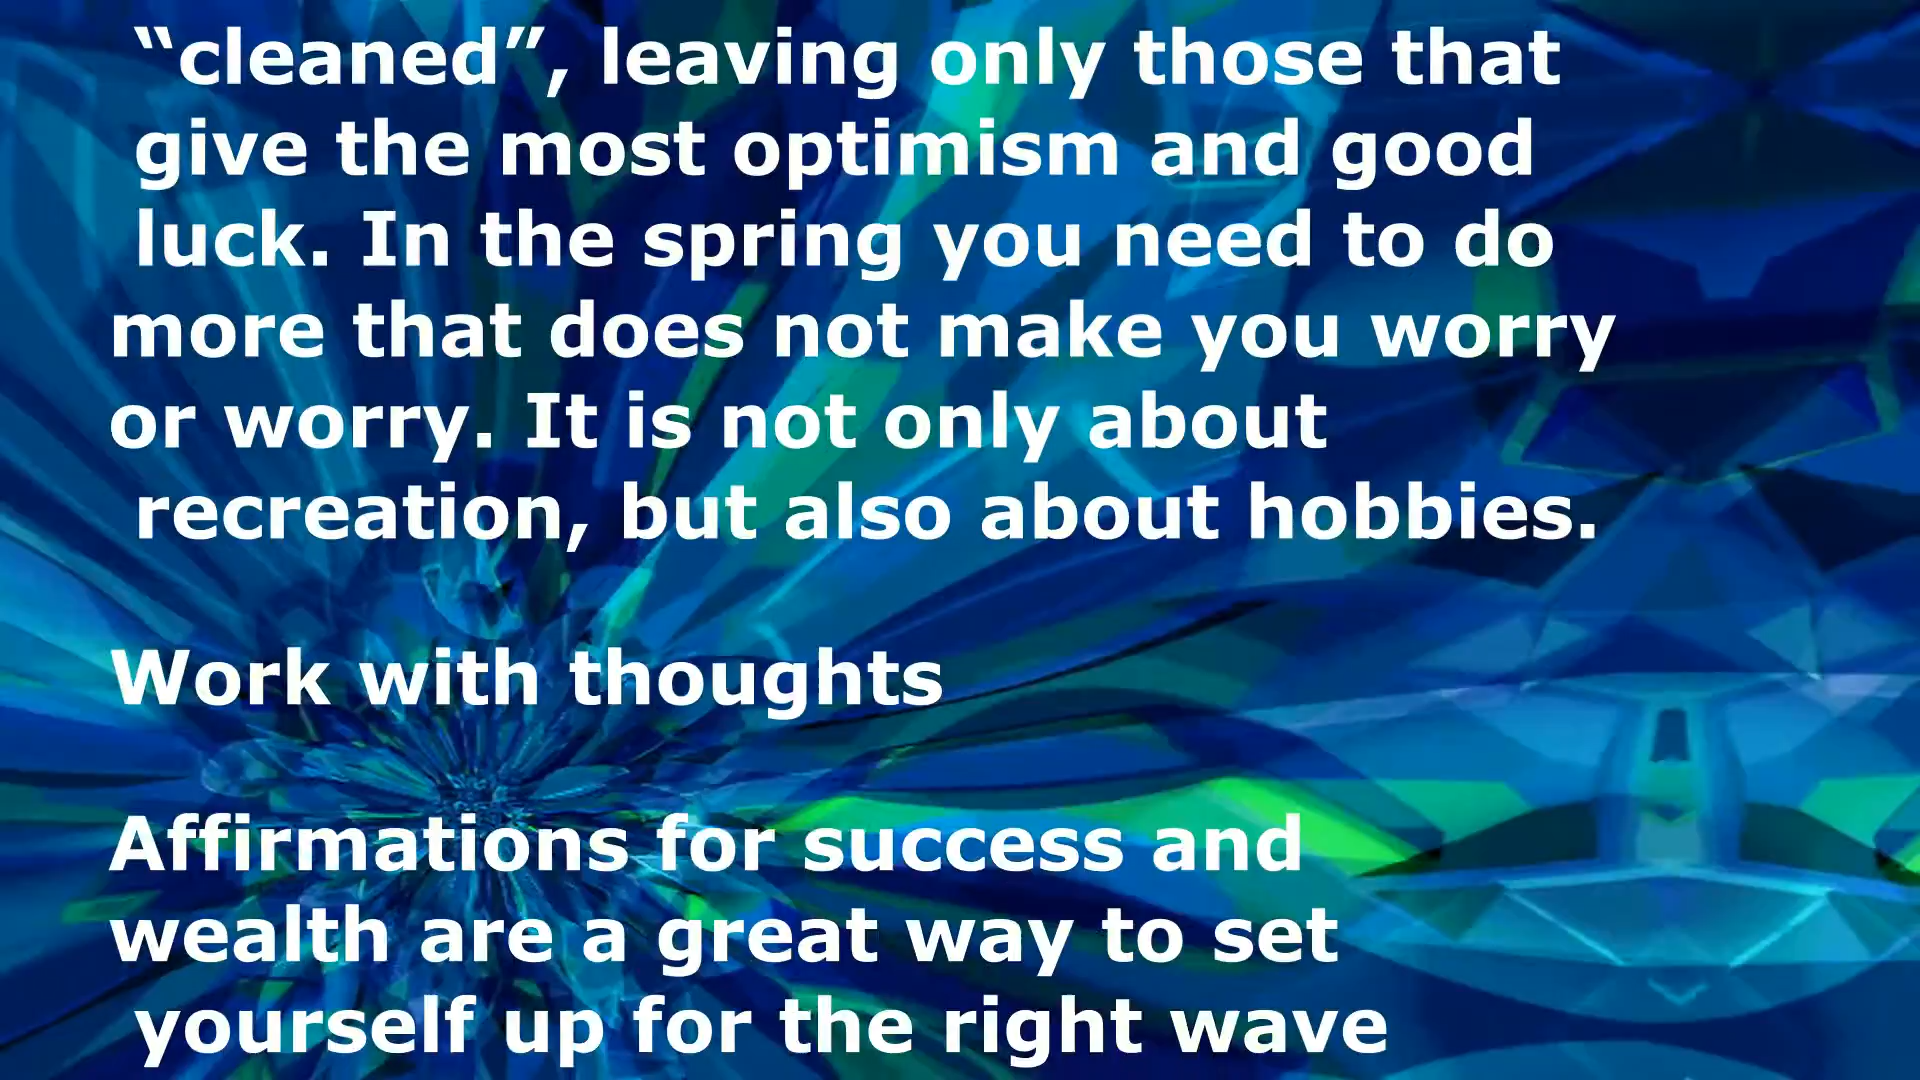 “cleaned”, leaving only those that
give the most optimism and good
luck. In the spring you need to do
more that does not make you worry
or worry. It is not only about
recreation, but also about hobbies.
Work with thoughts
Affirmations for success and
wealth are a great way to set
yourself up for the right wave